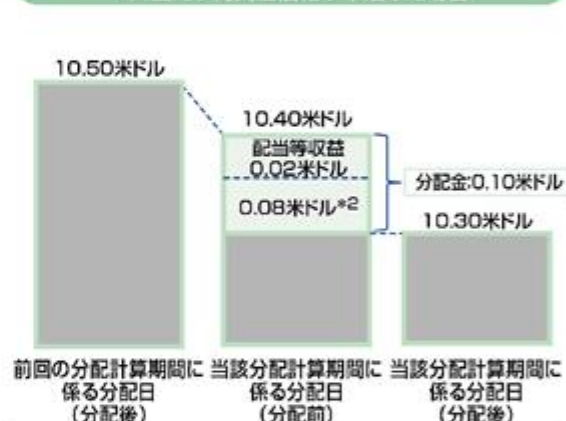 10.50米ドル
10.40米ドル
配当等収益
0.02米ドル
0.08米ドル*2
分配金:0.10米ドル
10.30米ドル
前回の分配計算期間に
係る分配日
(分配後)
当該分配計算期間に
係る分配日
(分配前)
当該分配計算期間に
係る分配日
(分配後)